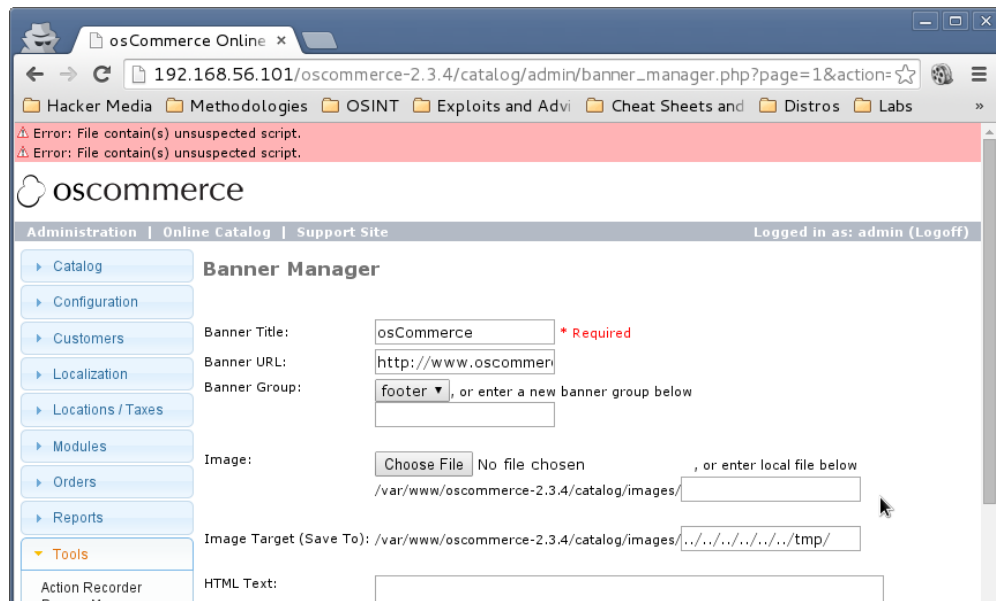 osCommerce Online
192.168.56.101/oscommerce-2.3.4/catalog/admin/banner_manager.php?page=1&action=
Hacker Media Methodologies OSINT Exploits and Advi Cheat Sheets and Distros Labs »
Error: File contain(s) unsuspected script.
Error: File contain(s) unsuspected script.
oscommerce
Administration | Online Catalog | Support Site Logged in as: admin (Logoff)
Catalog
Configuration
Customers
Localization
Locations / Taxes
Modules
Orders
Reports
Tools
Action Recorder
Banner Manager
Banner Title: osCommerce * Required
Banner URL: http://www.oscommer
Banner Group: footer , or enter a new banner group below
Image: Choose File No file chosen , or enter local file below
/var/www/oscommerce-2.3.4/catalog/images/
Image Target (Save To): /var/www/oscommerce-2.3.4/catalog/images/ ../../../../../../tmp/
HTML Text: